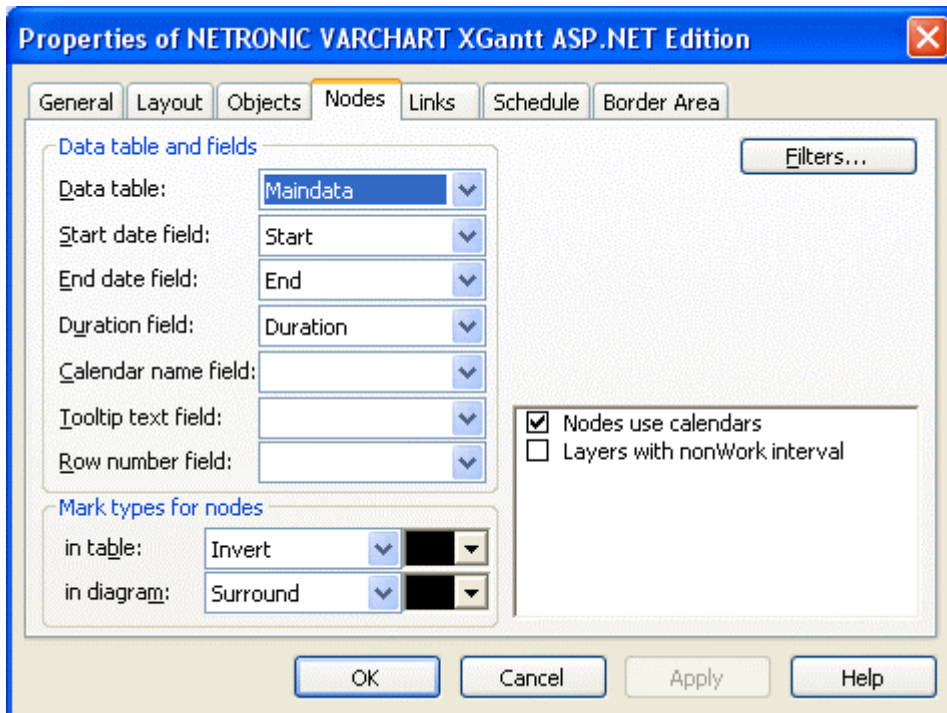 Properties of NETRONIC VARCHART XGantt ASP.NET Edition
General Layout Objects Nodes Links Schedule Border Area
Data table and fields
Filters...
Data table: Maindata
Start date field: Start
End date field: End
Duration field: Duration
Calendar name field:
Tooltip text field:
Row number field:
Nodes use calendars
Layers with nonWork interval
Mark types for nodes
in table: Invert
in diagram: Surround
OK Cancel Apply Help